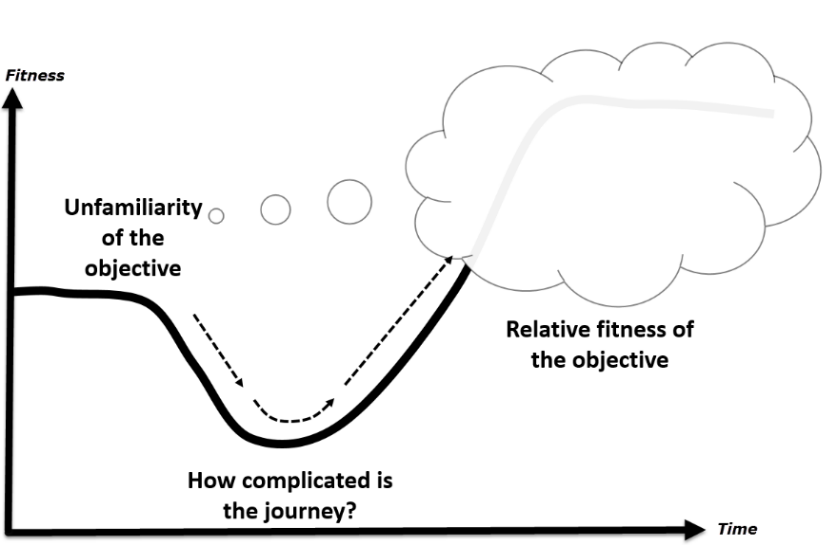 Fitness
Unfamiliarity
of the
objective
Relative fitness of
the objective
How complicated is
the journey?
Time